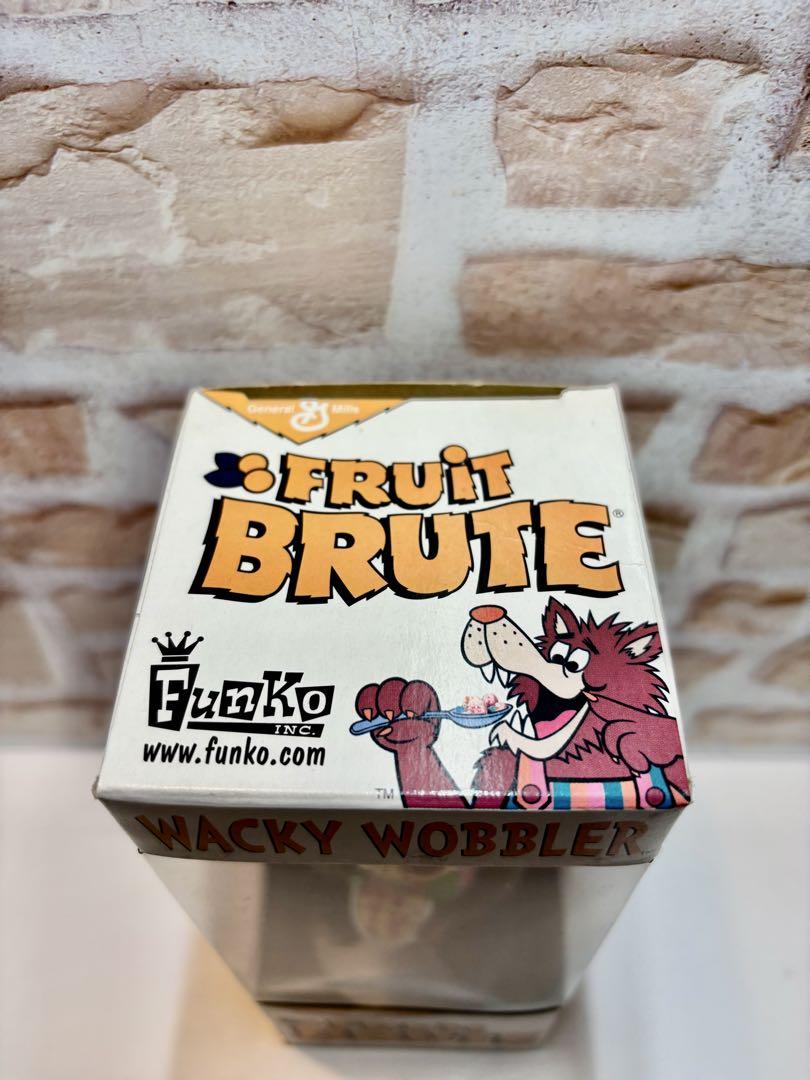 General G Mills
FRUiT
BRUTE®
FunKo
INC.
www.funko.com
TM
WACKY WOBBLER